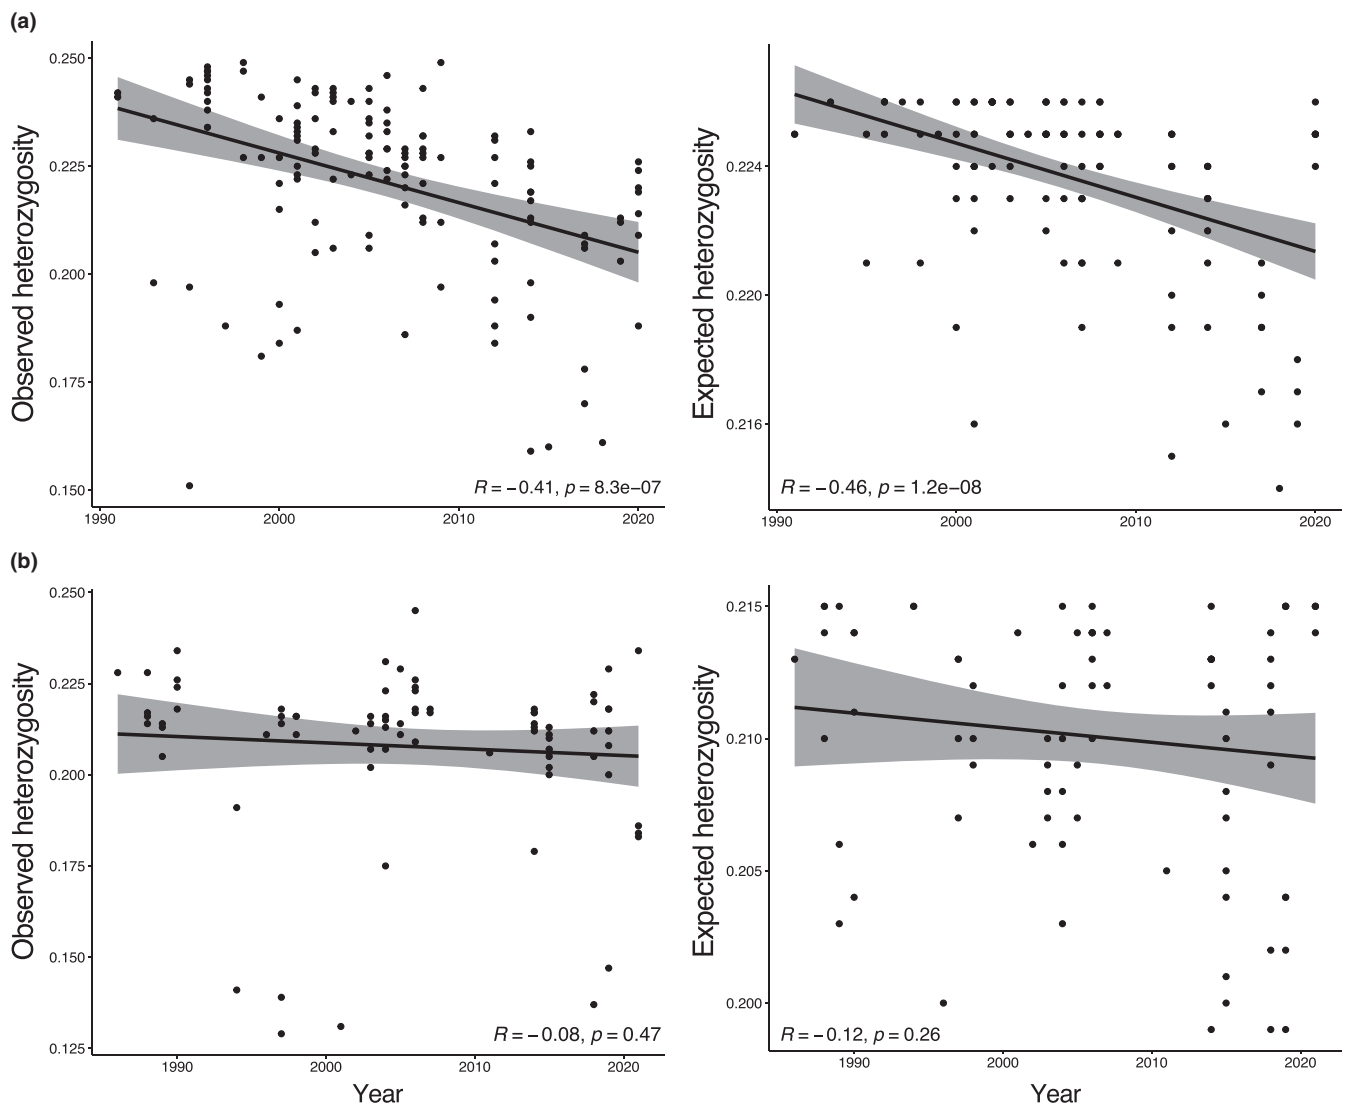 (a)
Observed heterozygosity
0.250
0.225
0.200
0.175
0.150
R = −0.41, p = 8.3e−07
1990 2000 2010 2020
Expected heterozygosity
0.224
0.220
0.216
R = −0.46, p = 1.2e−08
1990 2000 2010 2020
(b)
Observed heterozygosity
0.250
0.225
0.200
0.175
0.150
0.125
R = −0.08, p = 0.47
1990 2000 2010 2020
Year
Expected heterozygosity
0.215
0.210
0.205
0.200
R = −0.12, p = 0.26
1990 2000 2010 2020
Year